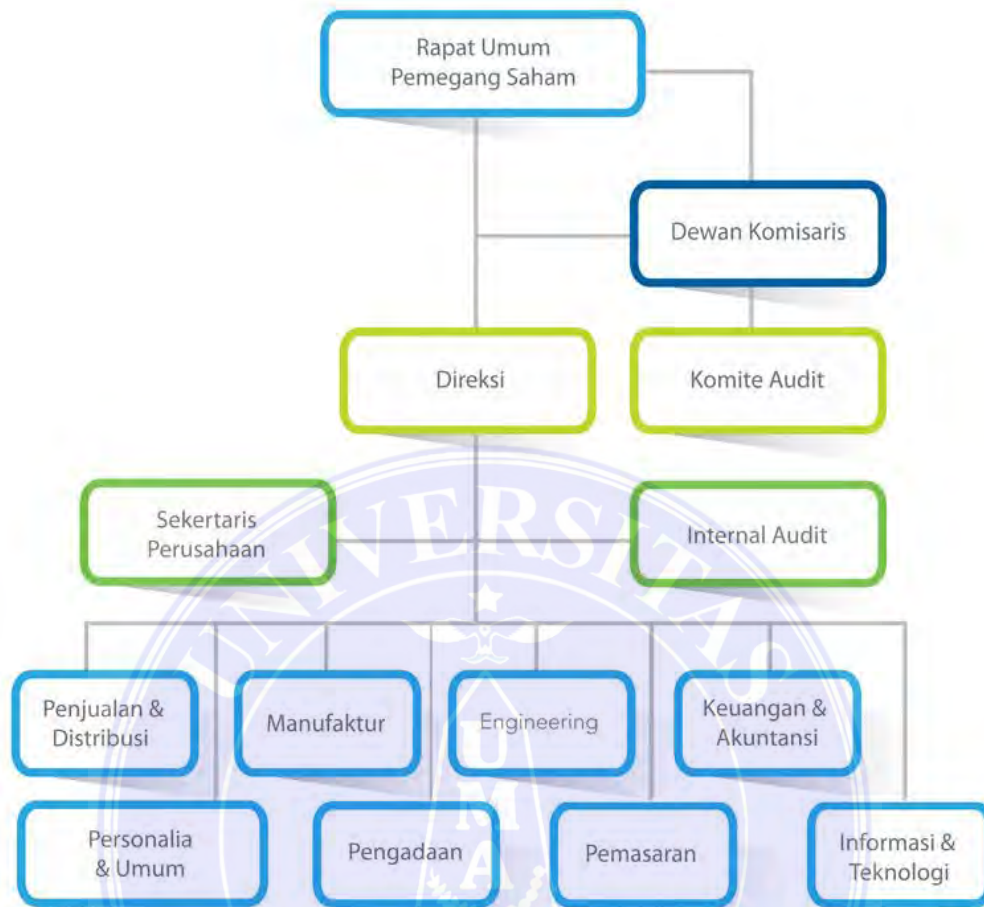 Rapat Umum
Pemegang Saham
Dewan Komisaris
Direksi
Komite Audit
Sekertaris
Perusahaan
Internal Audit
UNIVERSITAS
Penjualan &
Distribusi
Manufaktur
Engineering
Keuangan &
Akuntansi
U
M
A
Personalia
& Umum
Pengadaan
Pemasaran
Informasi &
Teknologi